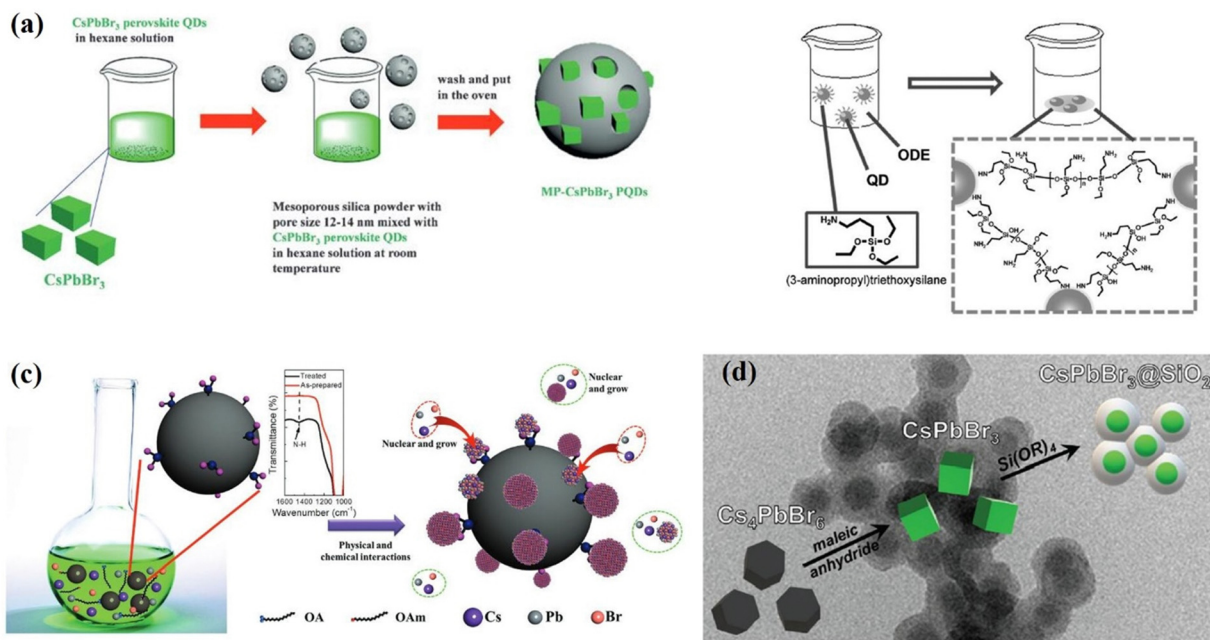 (a)
CsPbBr3 perovskite QDs
in hexane solution
CsPbBr3
Mesoporous silica powder with
pore size 12-14 nm mixed with
CsPbBr3 perovskite QDs
in hexane solution at room
temperature
wash and put
in the oven
MP-CsPbBr3 PQDs
ODE
QD
H2N
Si
O
O
O
(3-aminopropyl)triethoxysilane
(c)
Treated
As-prepared
N-H
Transmittance (%)
1600 1400 1200 1000
Wavenumber (cm-1)
Physical and
chemical interactions
Nuclear and grow
Nuclear
and grow
OA
OAm
Cs
Pb
Br
(d)
Cs4PbBr6
maleic
anhydride
CsPbBr3
Si(OR)4
CsPbBr3@SiO2